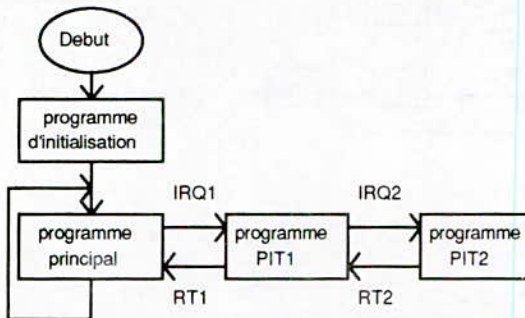 Debut
programme
d'initialisation
IRQ1
IRQ2
programme
principal
programme
PIT1
programme
PIT2
RT1
RT2